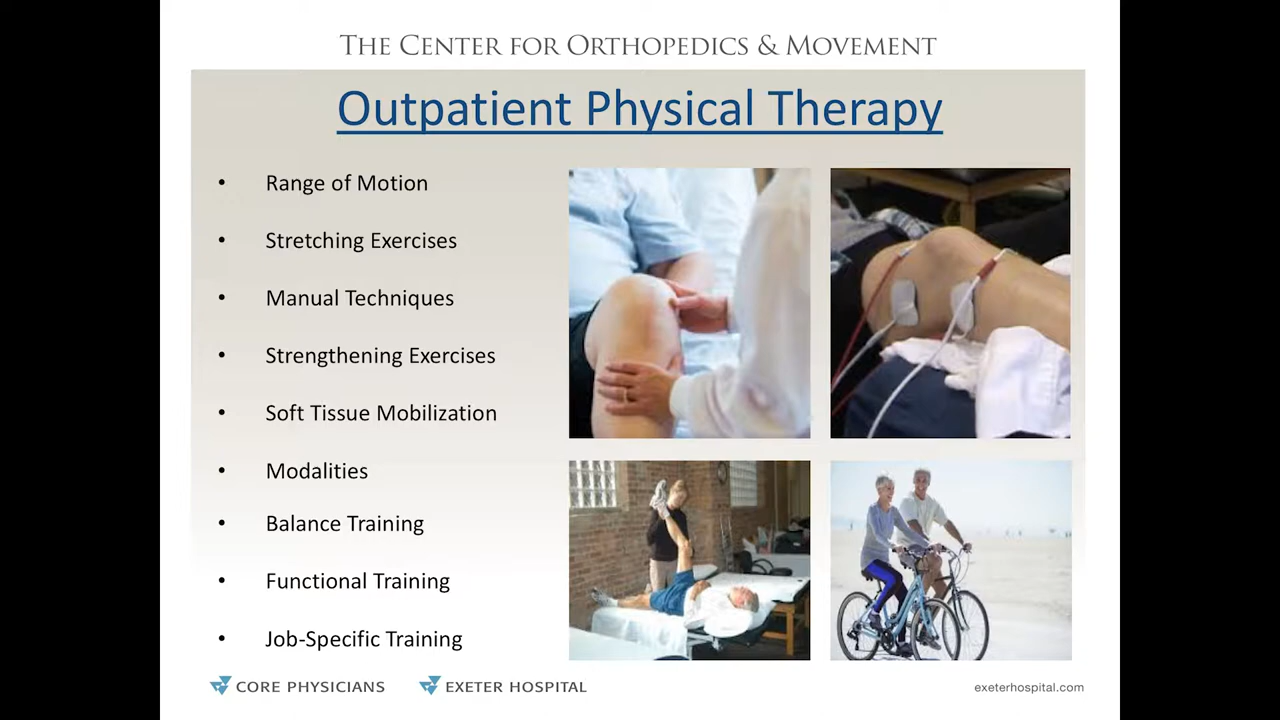 THE CENTER FOR ORTHOPEDICS & MOVEMENT
Outpatient Physical Therapy
• Range of Motion
• Stretching Exercises
• Manual Techniques
• Strengthening Exercises
• Soft Tissue Mobilization
• Modalities
• Balance Training
• Functional Training
• Job-Specific Training
CORE PHYSICIANS
EXETER HOSPITAL
exeterhospital.com